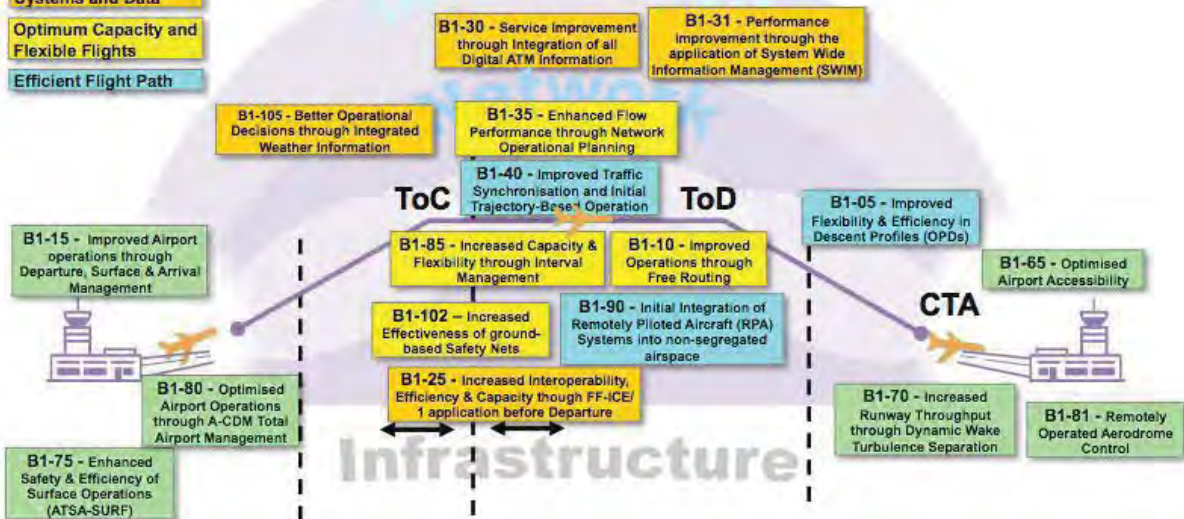 Systems and Data
Optimum Capacity and
Flexible Flights
Efficient Flight Path
B1-30 - Service Improvement
through Integration of all
Digital ATM Information
B1-31 - Performance
Improvement through the
application of System Wide
Information Management (SWIM)
Network
B1-105 - Better Operational
Decisions through Integrated
Weather Information
B1-35 - Enhanced Flow
Performance through Network
Operational Planning
B1-40 - Improved Traffic
Synchronisation and Initial
Trajectory-Based Operation
ToC
ToD
B1-05 - Improved
Flexibility & Efficiency in
Descent Profiles (OPDs)
B1-15 - Improved Airport
operations through
Departure, Surface & Arrival
Management
B1-85 - Increased Capacity &
Flexibility through Interval
Management
B1-10 - Improved
Operations through
Free Routing
B1-65 - Optimised
Airport Accessibility
B1-102 – Increased
Effectiveness of ground-
based Safety Nets
B1-90 - Initial Integration of
Remotely Piloted Aircraft (RPA)
Systems into non-segregated
airspace
CTA
B1-80 - Optimised
Airport Operations
through A-CDM Total
Airport Management
B1-25 - Increased Interoperability,
Efficiency & Capacity though FF-ICE/
1 application before Departure
B1-70 - Increased
Runway Throughput
through Dynamic Wake
Turbulence Separation
B1-81 - Remotely
Operated Aerodrome
Control
B1-75 - Enhanced
Safety & Efficiency of
Surface Operations
(ATSA-SURF)
Infrastructure